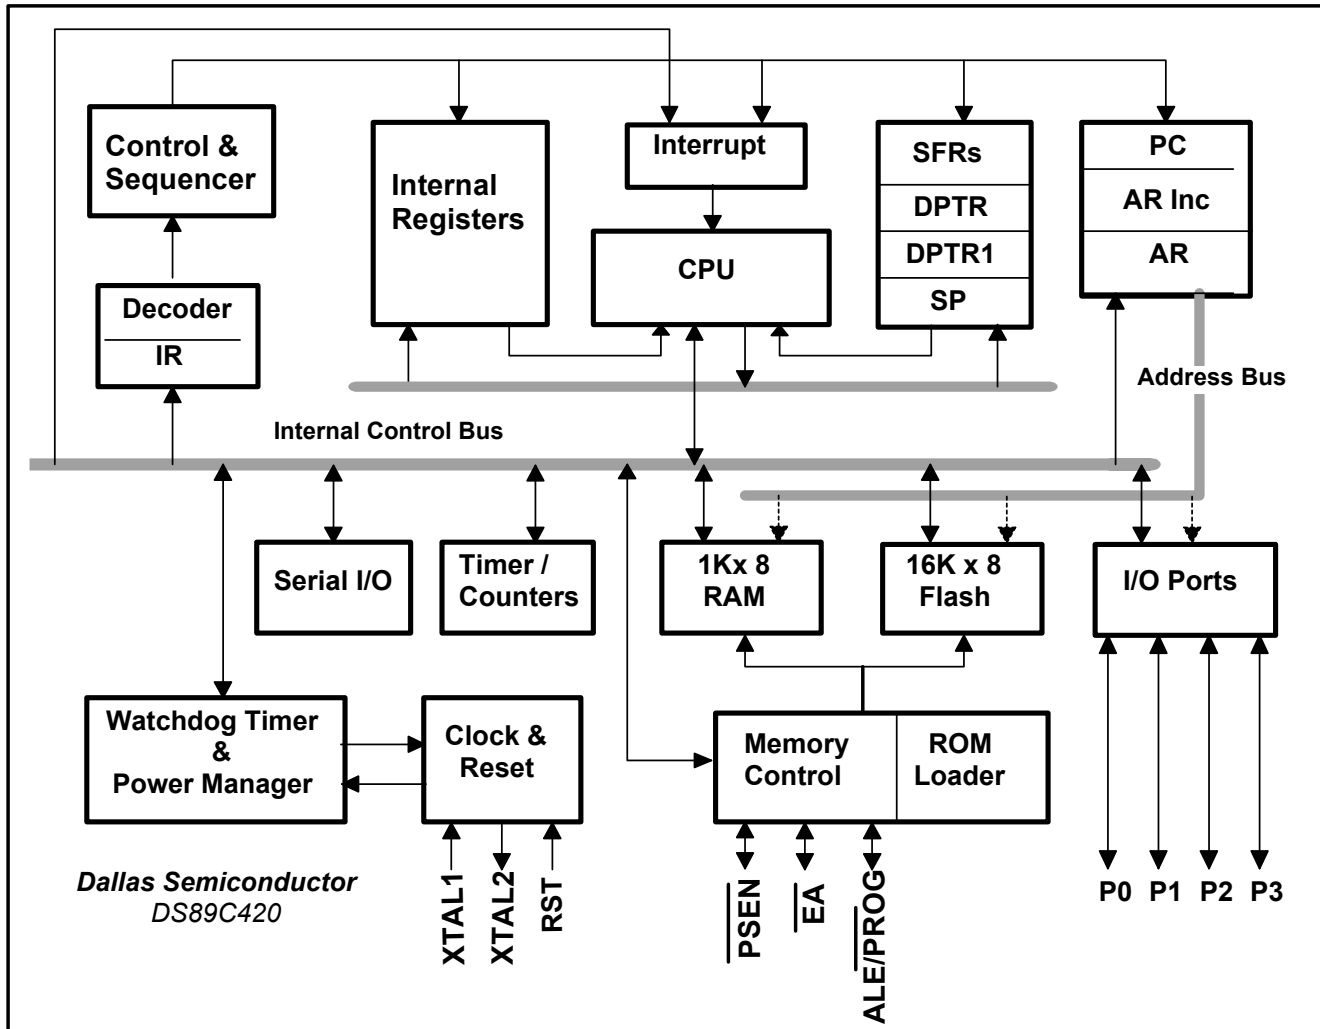 Control &
Sequencer
Internal
Registers
Interrupt
SFRs
DPTR
DPTR1
SP
PC
AR Inc
AR
CPU
Decoder
IR
Address Bus
Internal Control Bus
Serial I/O
Timer /
Counters
1Kx 8
RAM
16K x 8
Flash
I/O Ports
Watchdog Timer
&
Power Manager
Clock &
Reset
Memory
Control
ROM
Loader
Dallas Semiconductor
DS89C420
XTAL1
XTAL2
RST
PSEN
EA
ALE/PROG
P0
P1
P2
P3